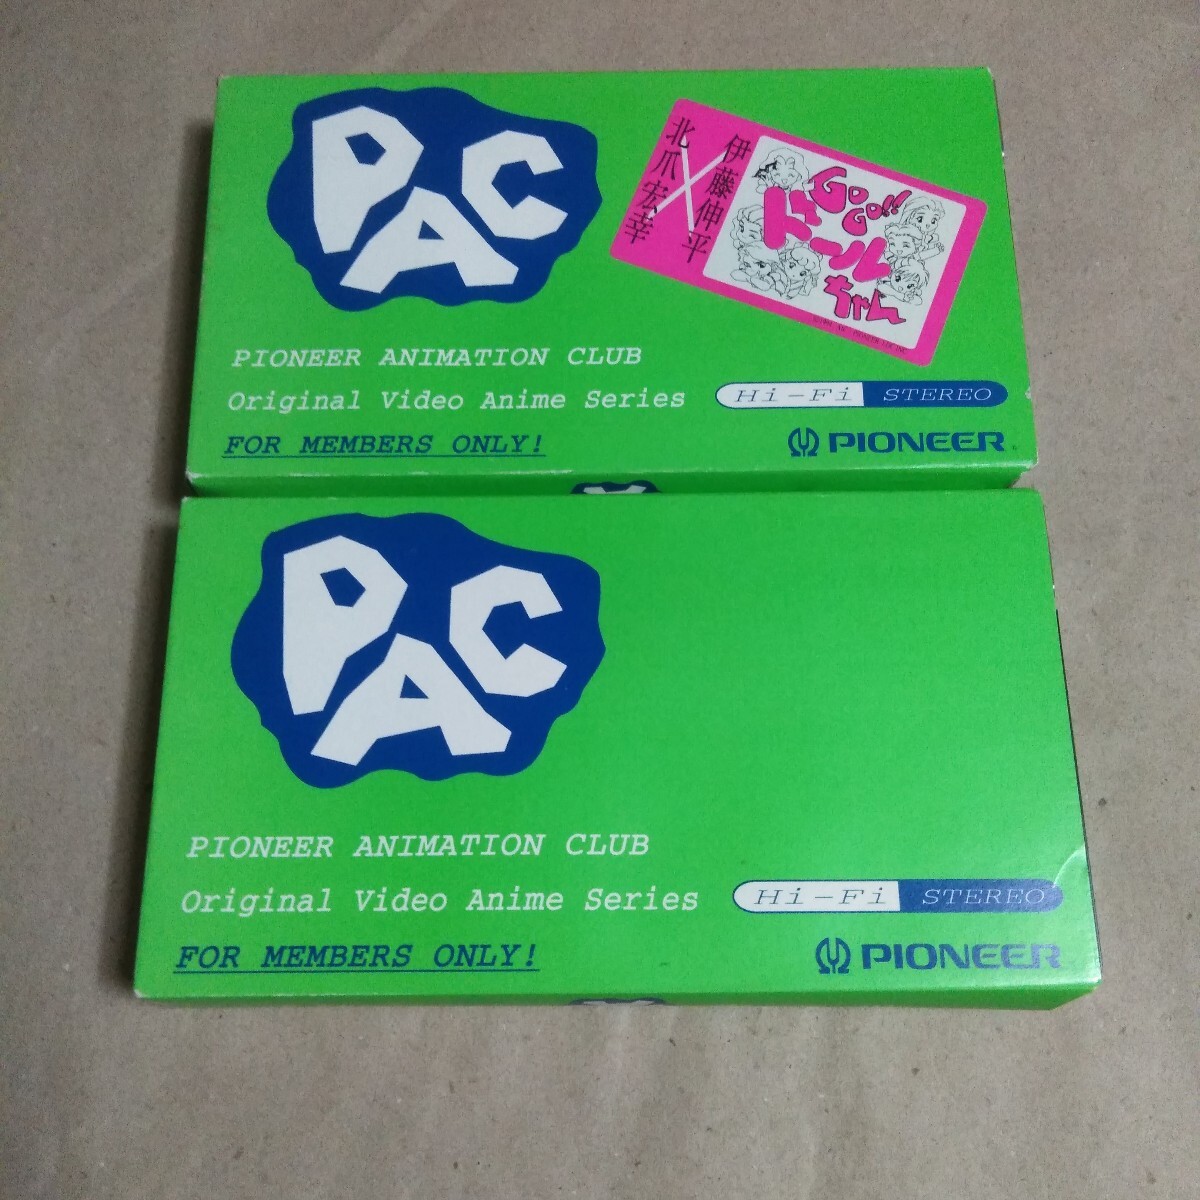 PAC
伊藤伸平
×
北爪宏幸
GO GO!!
ドール
ちゃん
PIONEER ANIMATION CLUB
Original Video Anime Series
FOR MEMBERS ONLY!
Hi-Fi STEREO
PIONEER
PAC
PIONEER ANIMATION CLUB
Original Video Anime Series
FOR MEMBERS ONLY!
Hi-Fi STEREO
PIONEER